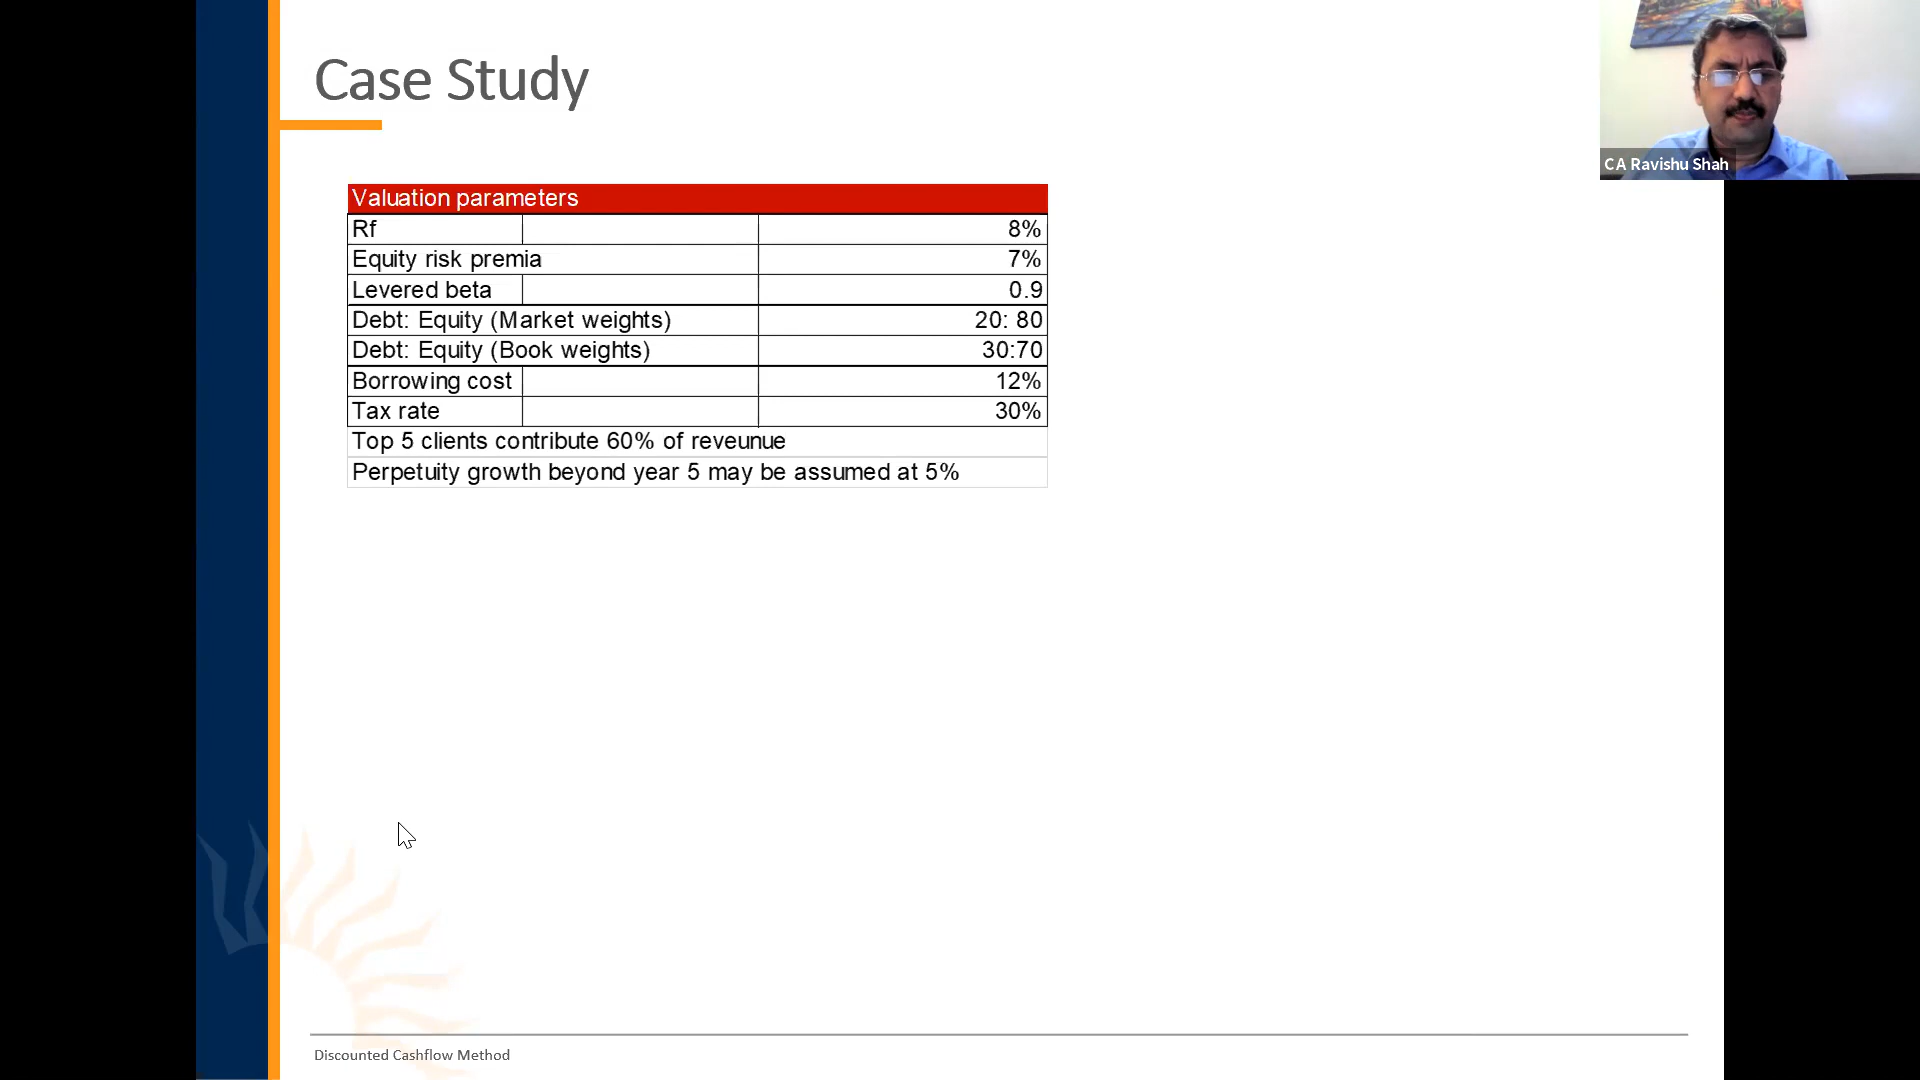 Case Study
CA Ravishu Shah
Valuation parameters
Rf 8%
Equity risk premia 7%
Levered beta 0.9
Debt: Equity (Market weights) 20: 80
Debt: Equity (Book weights) 30:70
Borrowing cost 12%
Tax rate 30%
Top 5 clients contribute 60% of reveunue
Perpetuity growth beyond year 5 may be assumed at 5%
Discounted Cashflow Method